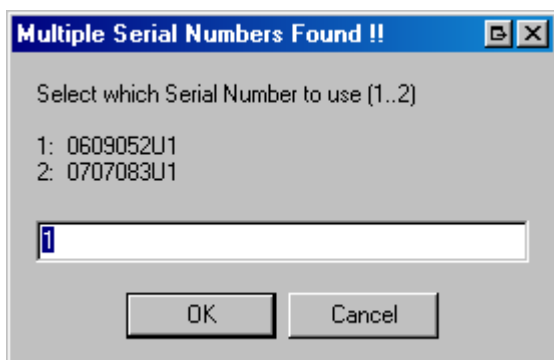 Multiple Serial Numbers Found !!
Select which Serial Number to use (1..2)
1: 0609052U1
2: 0707083U1
1
OK Cancel